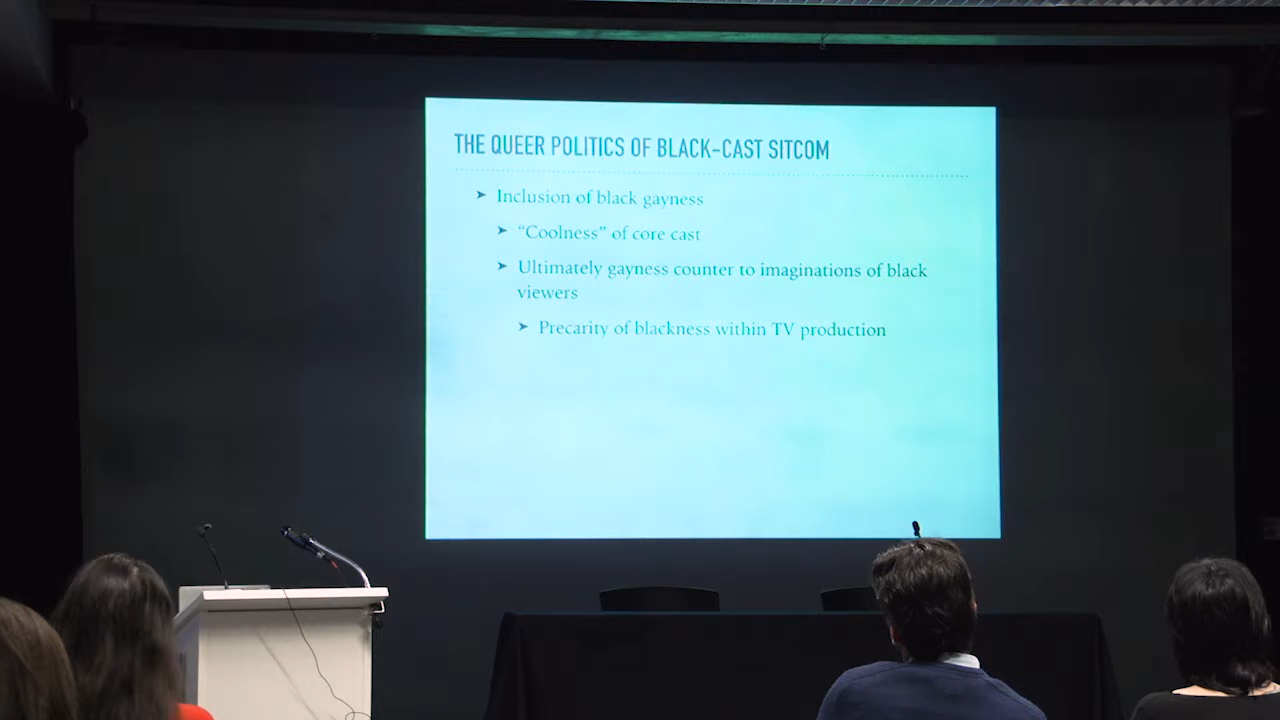 THE QUEER POLITICS OF BLACK-CAST SITCOM
➤ Inclusion of black gayness
➤ “Coolness” of core cast
➤ Ultimately gayness counter to imaginations of black
viewers
➤ Precarity of blackness within TV production